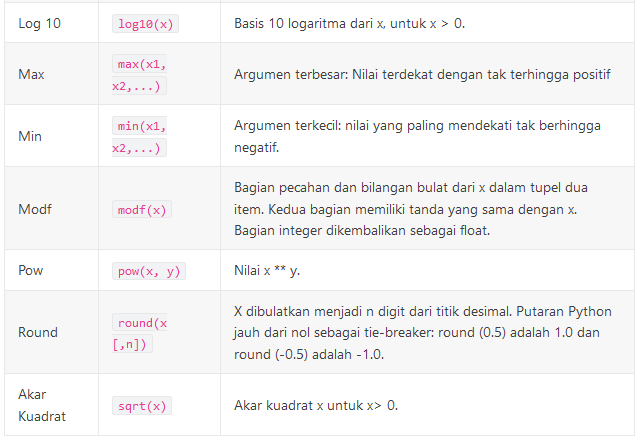 Log 10 log10(x) Basis 10 logaritma dari x, untuk x > 0.
Max
max(x1,
x2,...)
Argumen terbesar: Nilai terdekat dengan tak terhingga positif
Min
min(x1,
x2,...)
Argumen terkecil: nilai yang paling mendekati tak berhingga
negatif.
Modf
modf(x)
Bagian pecahan dan bilangan bulat dari x dalam tupel dua
item. Kedua bagian memiliki tanda yang sama dengan x.
Bagian integer dikembalikan sebagai float.
Pow pow(x, y) Nilai x ** y.
Round
round(x
[,n])
X dibulatkan menjadi n digit dari titik desimal. Putaran Python
jauh dari nol sebagai tie-breaker: round (0.5) adalah 1.0 dan
round (-0.5) adalah -1.0.
Akar
Kuadrat
sqrt(x)
Akar kuadrat x untuk x> 0.